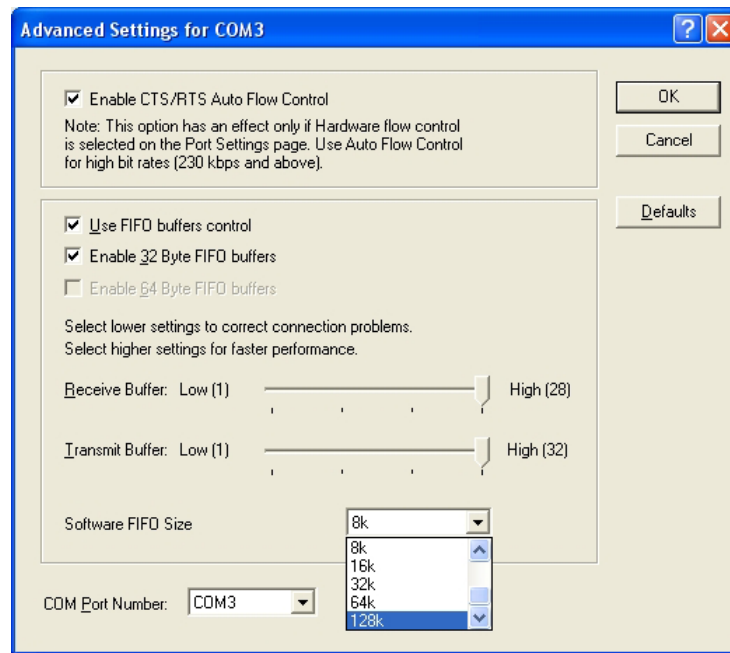 Advanced Settings for COM3
Enable CTS/RTS Auto Flow Control
Note: This option has an effect only if Hardware flow control
is selected on the Port Settings page. Use Auto Flow Control
for high bit rates (230 kbps and above).
OK
Cancel
Defaults
Use FIFO buffers control
Enable 32 Byte FIFO buffers
Enable 64 Byte FIFO buffers
Select lower settings to correct connection problems.
Select higher settings for faster performance.
Receive Buffer: Low (1) High (28)
Transmit Buffer: Low (1) High (32)
Software FIFO Size 8k
8k
16k
32k
64k
128k
COM Port Number: COM3